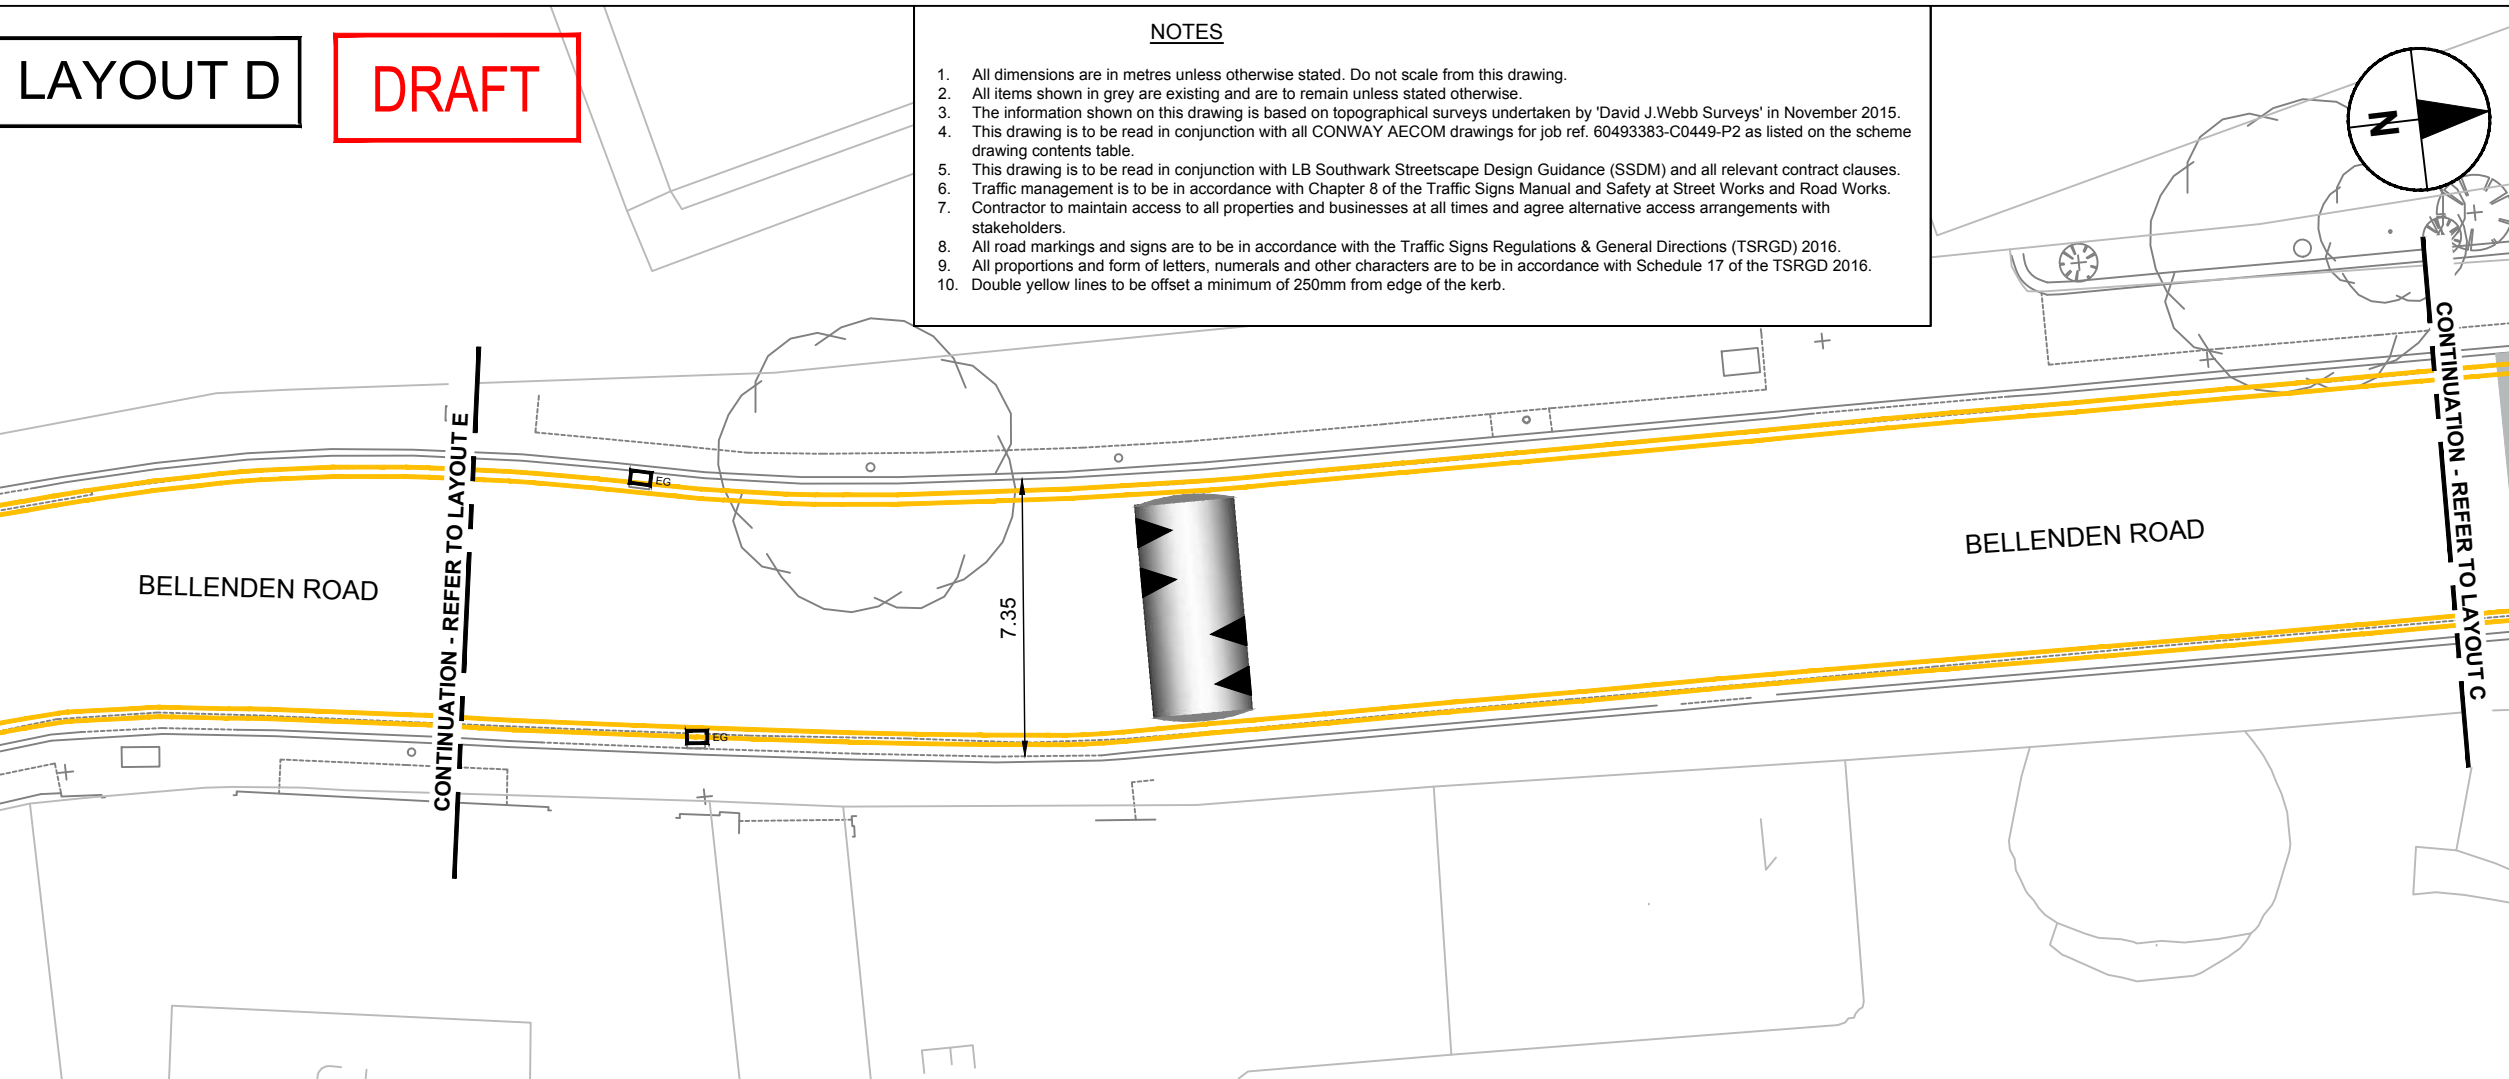 LAYOUT D
DRAFT
NOTES
1. All dimensions are in metres unless otherwise stated. Do not scale from this drawing.
2. All items shown in grey are existing and are to remain unless stated otherwise.
3. The information shown on this drawing is based on topographical surveys undertaken by 'David J.Webb Surveys' in November 2015.
4. This drawing is to be read in conjunction with all CONWAY AECOM drawings for job ref. 60493383-C0449-P2 as listed on the scheme
drawing contents table.
5. This drawing is to be read in conjunction with LB Southwark Streetscape Design Guidance (SSDM) and all relevant contract clauses.
6. Traffic management is to be in accordance with Chapter 8 of the Traffic Signs Manual and Safety at Street Works and Road Works.
7. Contractor to maintain access to all properties and businesses at all times and agree alternative access arrangements with
stakeholders.
8. All road markings and signs are to be in accordance with the Traffic Signs Regulations & General Directions (TSRGD) 2016.
9. All proportions and form of letters, numerals and other characters are to be in accordance with Schedule 17 of the TSRGD 2016.
10. Double yellow lines to be offset a minimum of 250mm from edge of the kerb.
N
CONTINUATION - REFER TO LAYOUT E
EG
BELLENDEN ROAD
7.35
EG
BELLENDEN ROAD
CONTINUATION - REFER TO LAYOUT C